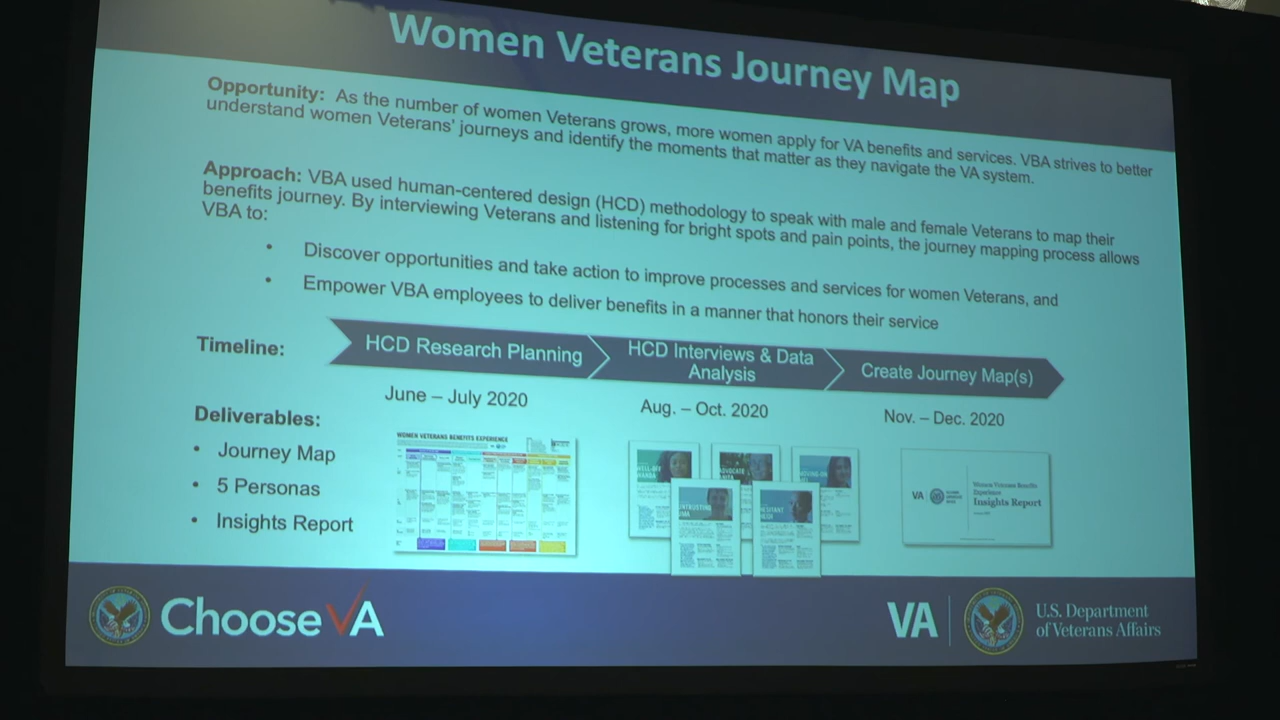 Women Veterans Journey Map
Opportunity: As the number of women Veterans grows, more women apply for VA benefits and services. VBA strives to better
understand women Veterans' journeys and identify the moments that matter as they navigate the VA system.
Approach: VBA used human-centered design (HCD) methodology to speak with male and female Veterans to map their
benefits journey. By interviewing Veterans and listening for bright spots and pain points, the journey mapping process allows
VBA to:
• Discover opportunities and take action to improve processes and services for women Veterans, and
• Empower VBA employees to deliver benefits in a manner that honors their service
Timeline:
HCD Research Planning
HCD Interviews & Data
Analysis
Create Journey Map(s)
June – July 2020
Aug. – Oct. 2020
Nov. – Dec. 2020
Deliverables:
• Journey Map
• 5 Personas
• Insights Report
WOMEN VETERANS BENEFITS EXPERIENCE
WELL-OFF
ADVOCATE
VA
Women Veterans Benefits
Experience
Insights Report
Choose VA
VA
U.S. Department
of Veterans Affairs